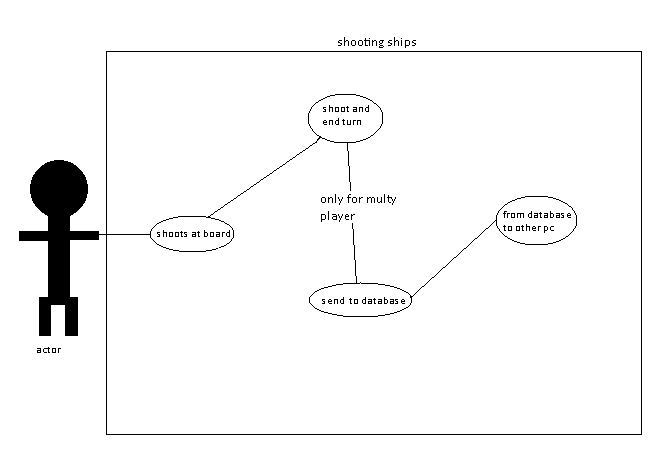 shooting ships
shoot and
end turn
only for multy
player
shoots at board
from database
to other pc
send to database
actor